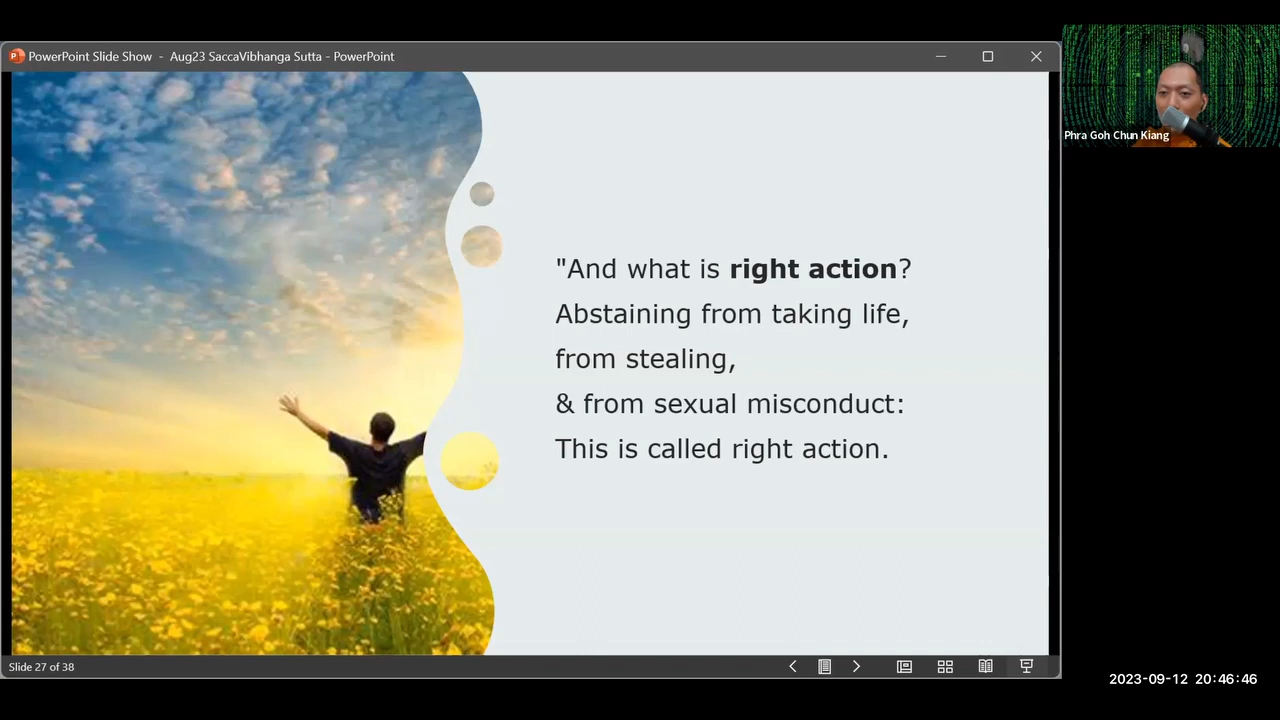 PowerPoint Slide Show - Aug23 SaccaVibhanga Sutta - PowerPoint
Phra Goh Chun Kiang
"And what is right action?
Abstaining from taking life,
from stealing,
& from sexual misconduct:
This is called right action.
Slide 27 of 38
2023-09-12 20:46:46